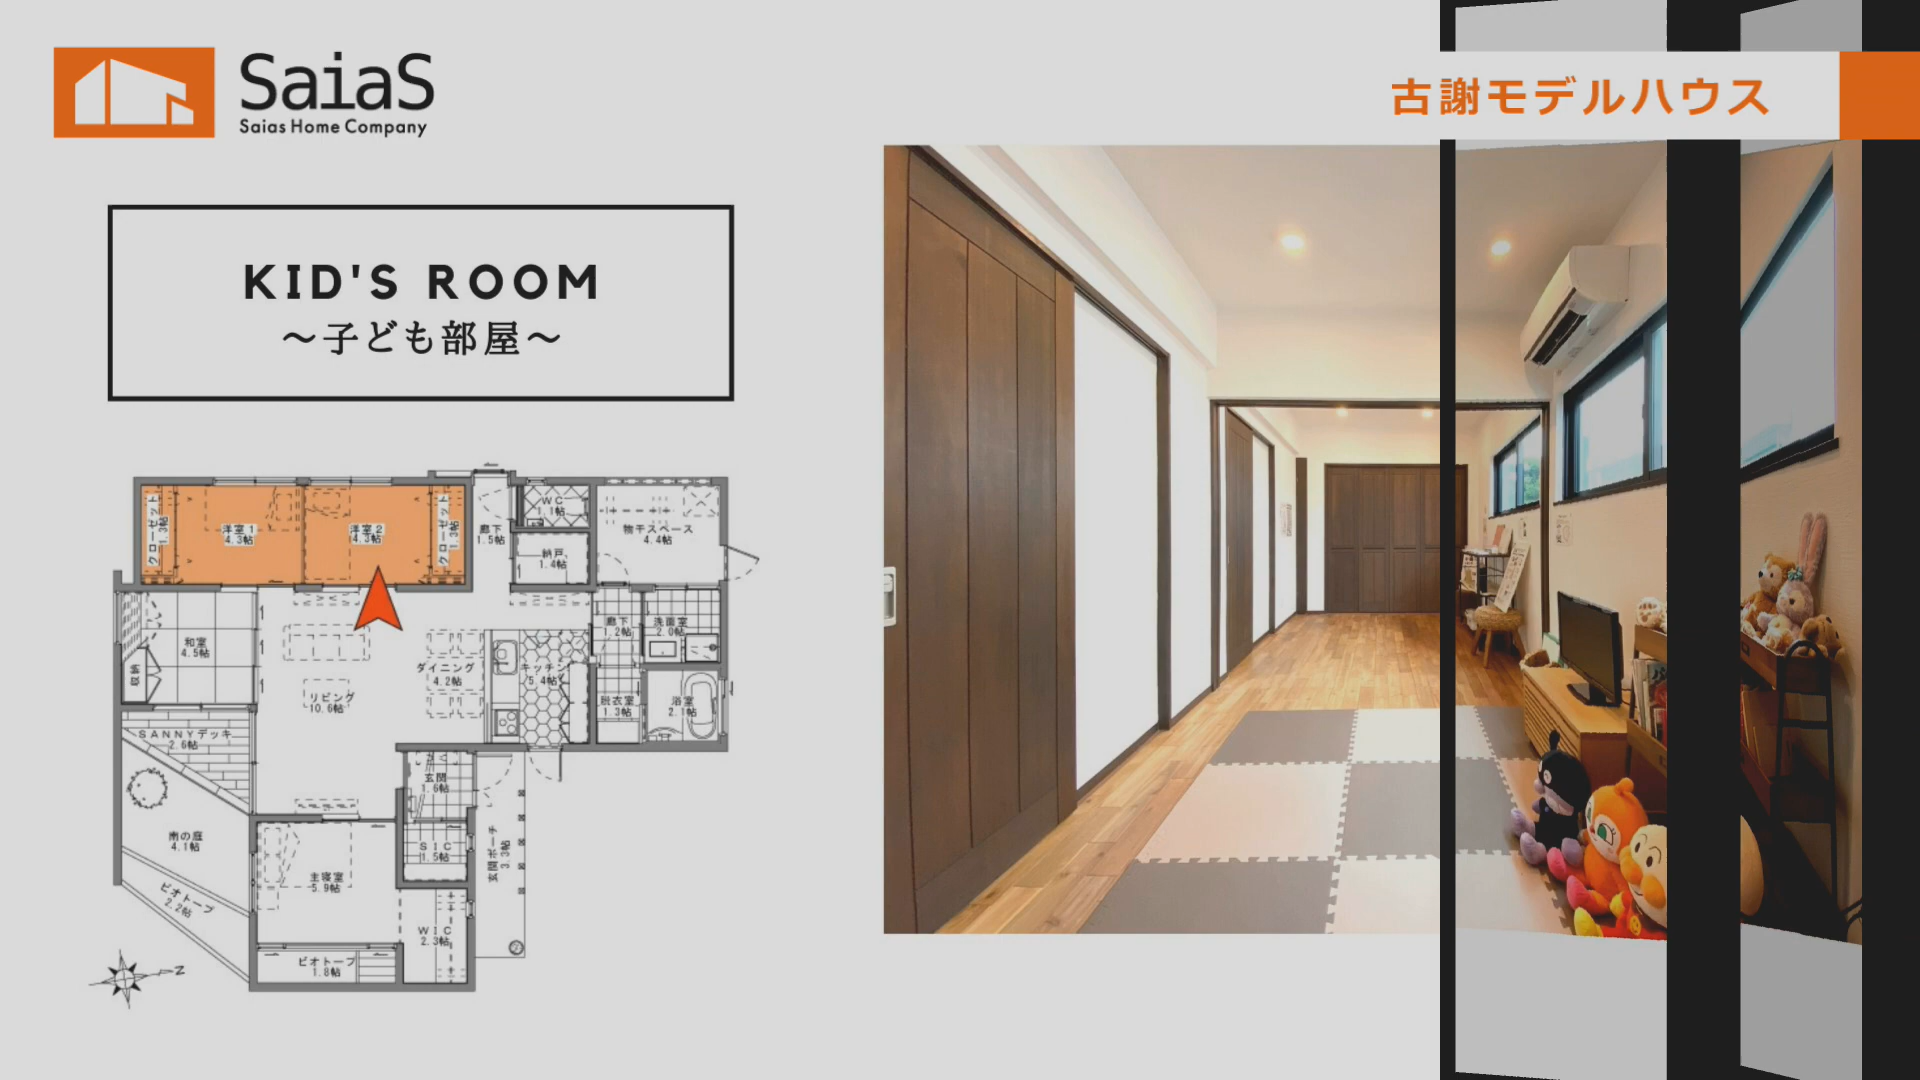 SaiaS
Saias Home Company
古謝モデルハウス
KID'S ROOM
～子ども部屋～
クローゼット
1.3帖
洋室1
4.3帖
洋室2
4.3帖
クローゼット
1.3帖
廊下
1.5帖
WC
1.1帖
納戸
1.4帖
物干スペース
4.4帖
和室
4.5帖
収納
リビング
10.6帖
ダイニング
4.2帖
キッチン
5.4帖
廊下
1.2帖
洗面室
2.0帖
脱衣室
1.3帖
浴室
2.1帖
SANNYデッキ
2.6帖
玄関
1.6帖
SIC
1.5帖
玄関ポーチ
3.3帖
南の庭
4.1帖
ビオトープ
2.2帖
主寝室
5.9帖
WIC
2.3帖
ビオトープ
1.8帖
N